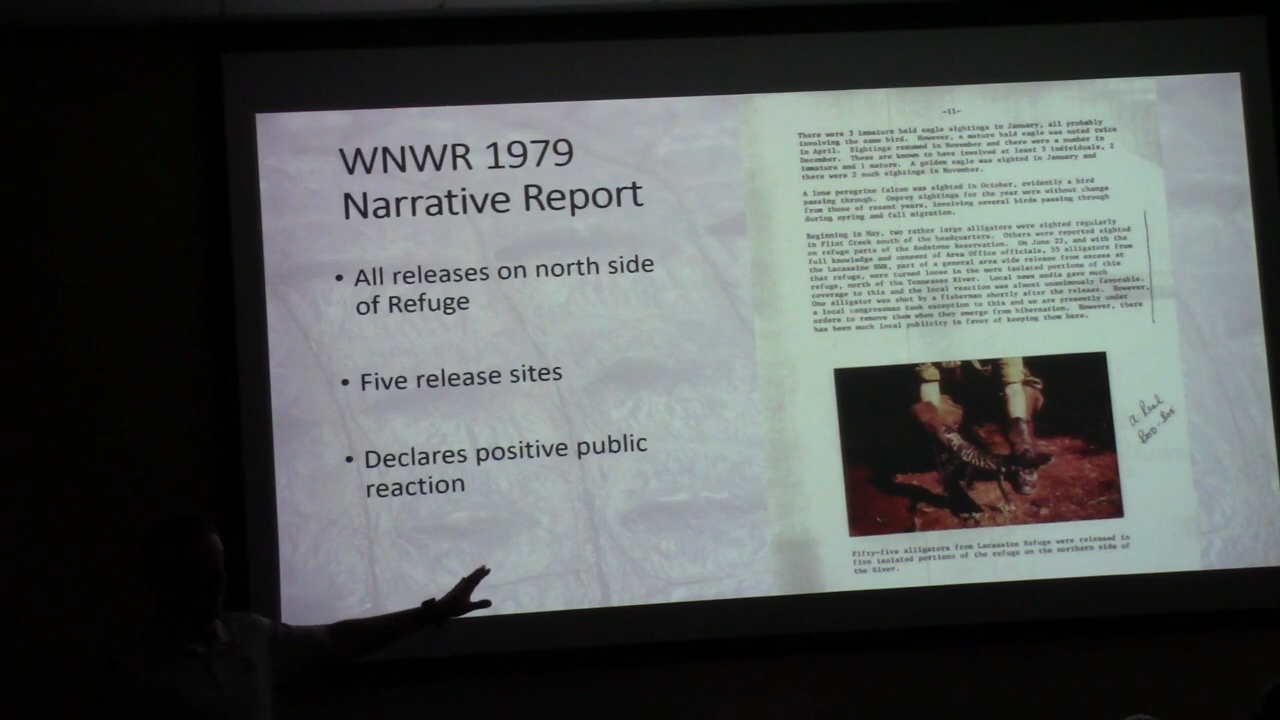 WNWR 1979
Narrative Report
• All releases on north side
of Refuge
• Five release sites
• Declares positive public
reaction
-11-
There were 3 immature bald eagle sightings in January, all probably
involving the same bird. However, a mature bald eagle was noted twice
in April. Sightings resumed in November and there were a number in
December. These are known to have involved at least 3 individuals, 2
immature and 1 mature. A golden eagle was sighted in January and
there were 2 such sightings in November.
A lone peregrine falcon was sighted in October, evidently a bird
passing through. Osprey sightings for the year were without change
from those of recent years, involving several birds passing through
during spring and fall migration.
Beginning in May, two rather large alligators were sighted regularly
in Flint Creek south of the headquarters. Others were reported sighted
on refuge parts of the Redstone Reservation. On June 22, and with the
full knowledge and consent of Area Office officials, 55 alligators from
the Lacassine NWR, part of a general area wide release from excess at
that refuge, were turned loose in the more isolated portions of this
refuge, north of the Tennessee River. Local news media gave much
coverage to this and the local reaction was almost unanimously favorable.
One alligator was shot by a fisherman shortly after the release. However,
a local congressman took exception to this and we are presently under
orders to remove them when they emerge from hibernation. However, there
has been much local publicity in favor of keeping them here.
a Real
Boo-Boo
Fifty-five alligators from Lacassine Refuge were released in
five isolated portions of the refuge on the northern side of
the River.